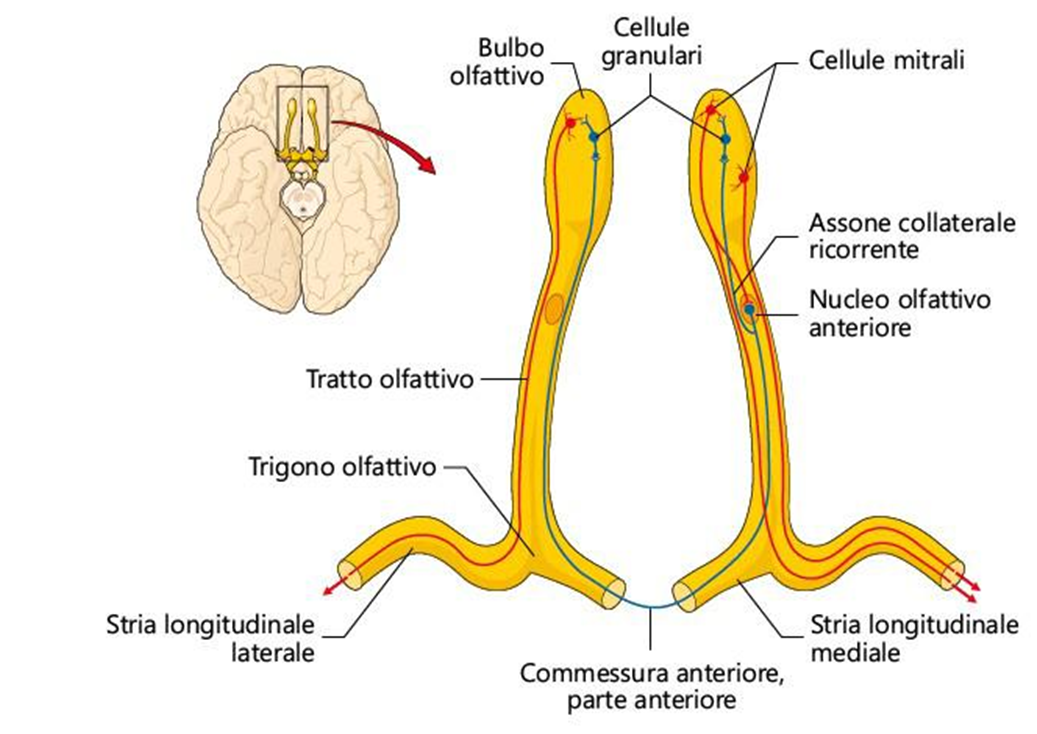 Cellule
granulari
Bulbo
olfattivo
Cellule mitrali
Assone collaterale
ricorrente
Nucleo olfattivo
anteriore
Tratto olfattivo
Trigono olfattivo
Stria longitudinale
laterale
Stria longitudinale
mediale
Commessura anteriore,
parte anteriore